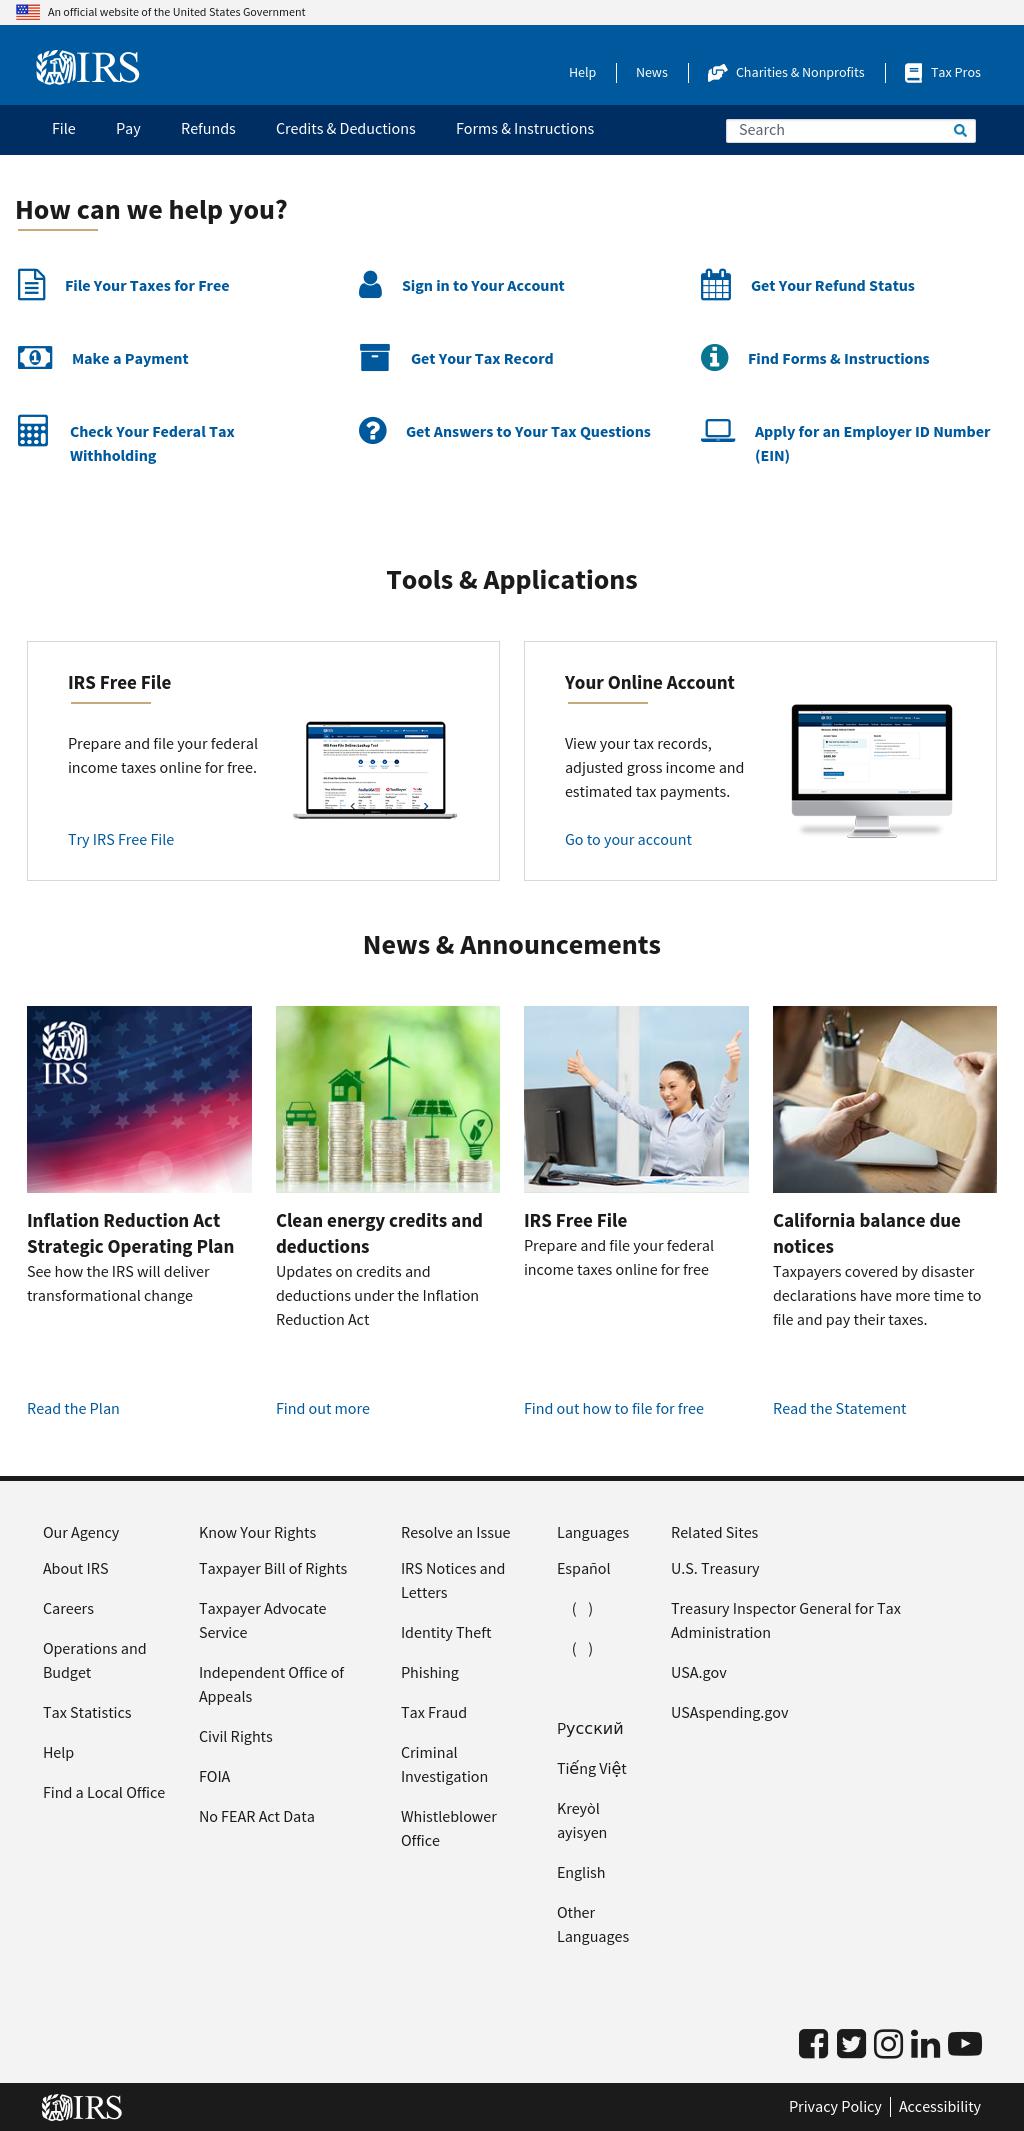 An official website of the United States Government
IRS
Help
News
Charities & Nonprofits
Tax Pros
File
Pay
Refunds
Credits & Deductions
Forms & Instructions
Search
How can we help you?
File Your Taxes for Free
Sign in to Your Account
Get Your Refund Status
Make a Payment
Get Your Tax Record
Find Forms & Instructions
Check Your Federal Tax
Withholding
Get Answers to Your Tax Questions
Apply for an Employer ID Number
(EIN)
Tools & Applications
IRS Free File
Prepare and file your federal
income taxes online for free.
Try IRS Free File
Your Online Account
View your tax records,
adjusted gross income and
estimated tax payments.
Go to your account
News & Announcements
IRS
Inflation Reduction Act
Strategic Operating Plan
See how the IRS will deliver
transformational change
Read the Plan
Clean energy credits and
deductions
Updates on credits and
deductions under the Inflation
Reduction Act
Find out more
IRS Free File
Prepare and file your federal
income taxes online for free
Find out how to file for free
California balance due
notices
Taxpayers covered by disaster
declarations have more time to
file and pay their taxes.
Read the Statement
Our Agency
About IRS
Careers
Operations and
Budget
Tax Statistics
Help
Find a Local Office
Know Your Rights
Taxpayer Bill of Rights
Taxpayer Advocate
Service
Independent Office of
Appeals
Civil Rights
FOIA
No FEAR Act Data
Resolve an Issue
IRS Notices and
Letters
Identity Theft
Phishing
Tax Fraud
Criminal
Investigation
Whistleblower
Office
Languages
Español
( )
( )
Русский
Tiếng Việt
Kreyòl
ayisyen
English
Other
Languages
Related Sites
U.S. Treasury
Treasury Inspector General for Tax
Administration
USA.gov
USAspending.gov
IRS
Privacy Policy
Accessibility